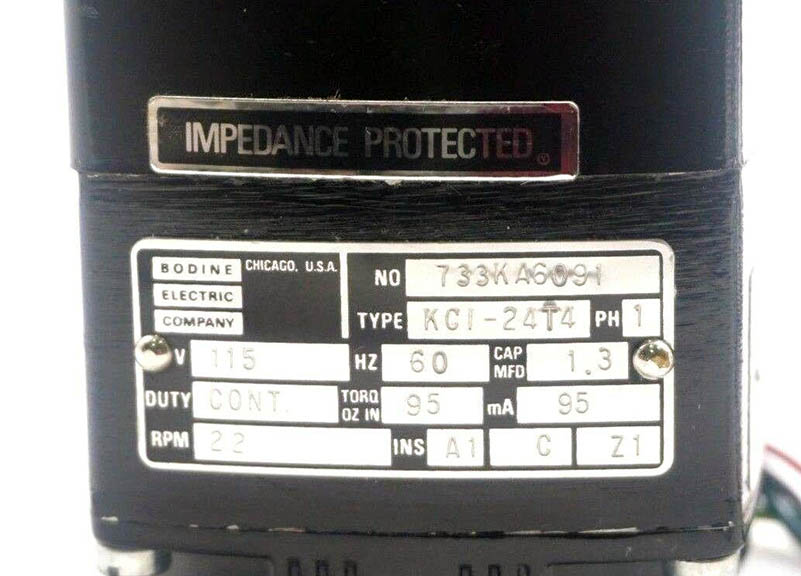 IMPEDANCE PROTECTED
BODINE CHICAGO, U.S.A.
ELECTRIC
COMPANY
NO 733KA6091
TYPE KCI-24T4 PH 1
V 115 HZ 60 CAP MFD 1.3
DUTY CONT. TORQ OZ IN 95 mA 95
RPM 22 INS A1 C Z1